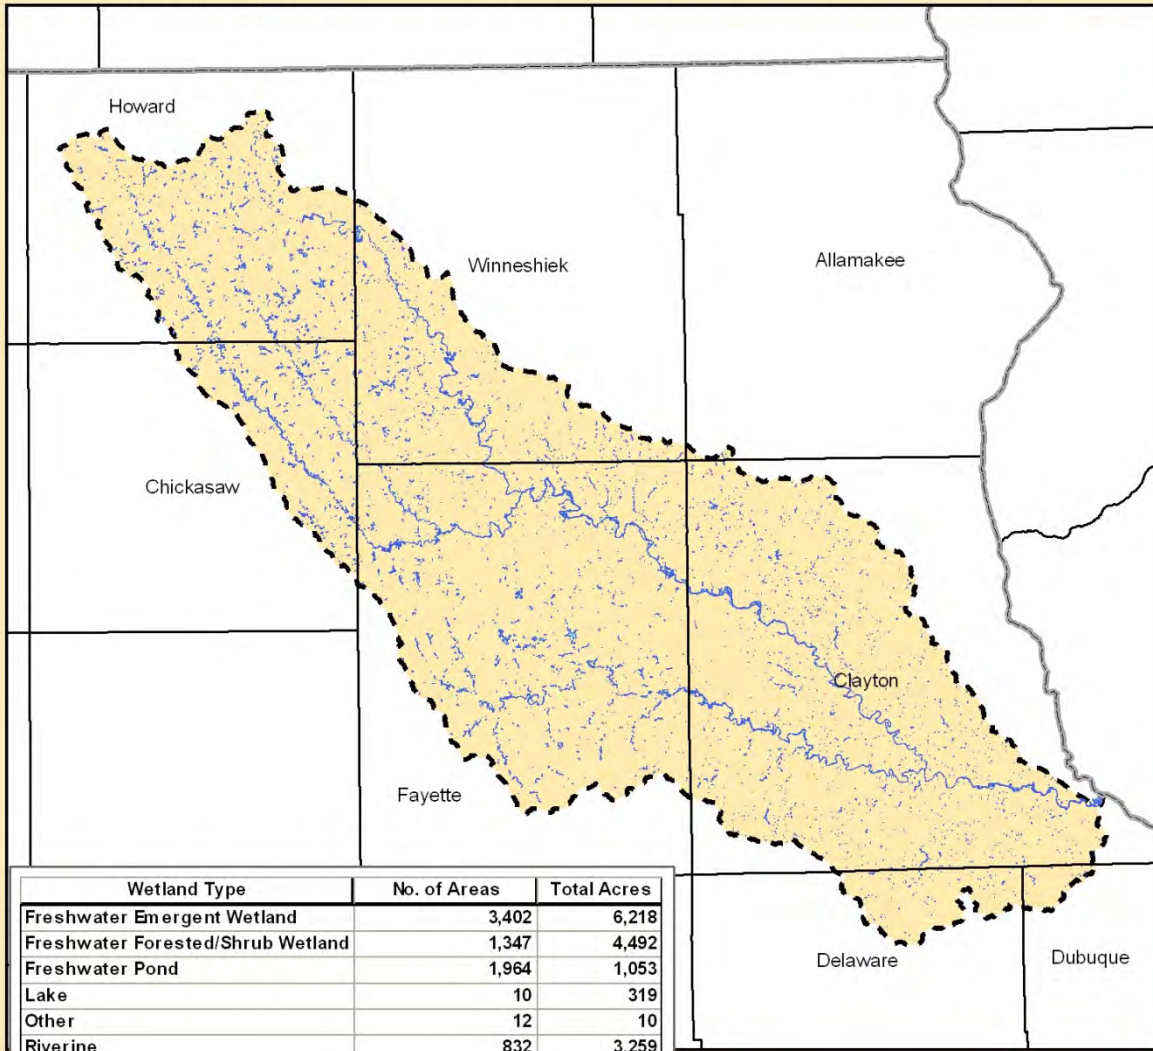 Howard
Winneshiek
Allamakee
Chickasaw
Clayton
Fayette
Delaware
Dubuque
Wetland Type No. of Areas Total Acres
Freshwater Emergent Wetland 3,402 6,218
Freshwater Forested/Shrub Wetland 1,347 4,492
Freshwater Pond 1,964 1,053
Lake 10 319
Other 12 10
Riverine 832 3,259